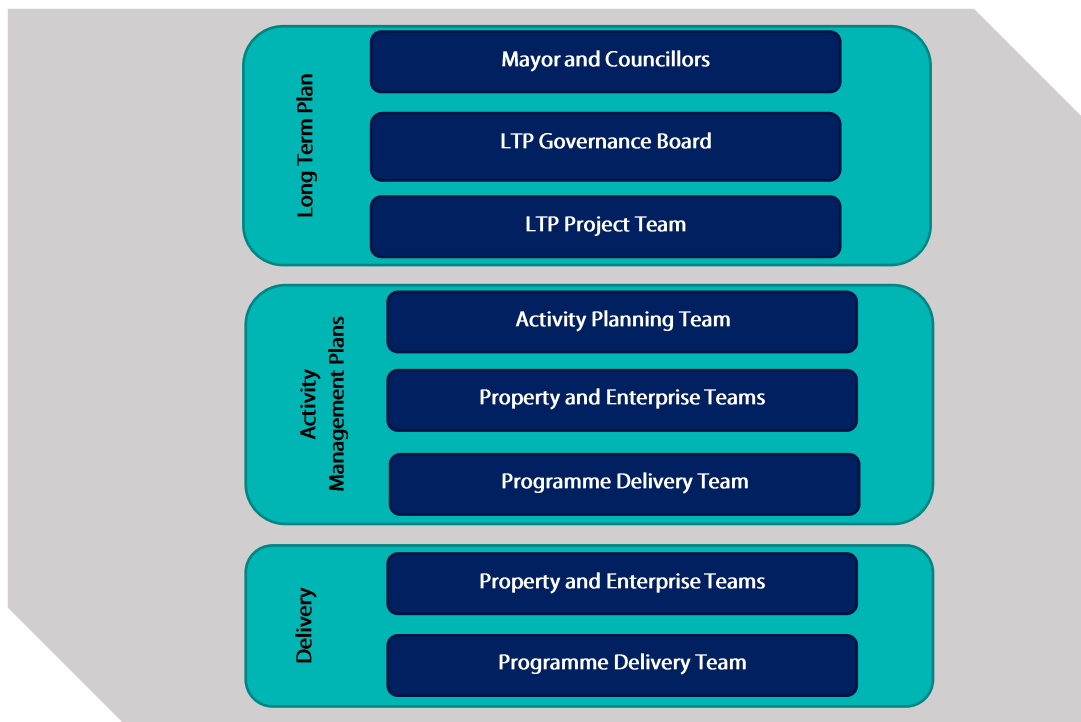 Long Term Plan
Mayor and Councillors
LTP Governance Board
LTP Project Team
Activity
Management Plans
Activity Planning Team
Property and Enterprise Teams
Programme Delivery Team
Delivery
Property and Enterprise Teams
Programme Delivery Team